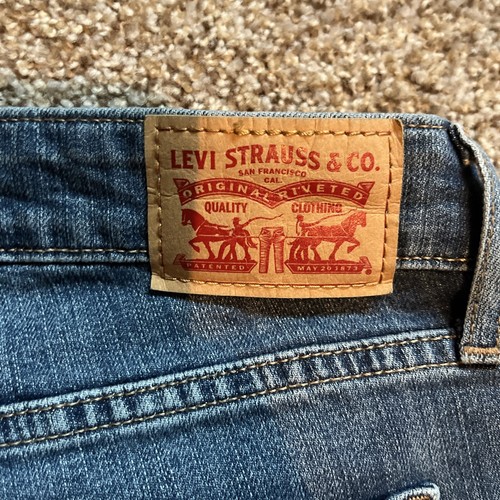 LEVI STRAUSS & CO.
SAN FRANCISCO
CAL.
ORIGINAL RIVETED
QUALITY CLOTHING
PATENTED MAY 20 1873